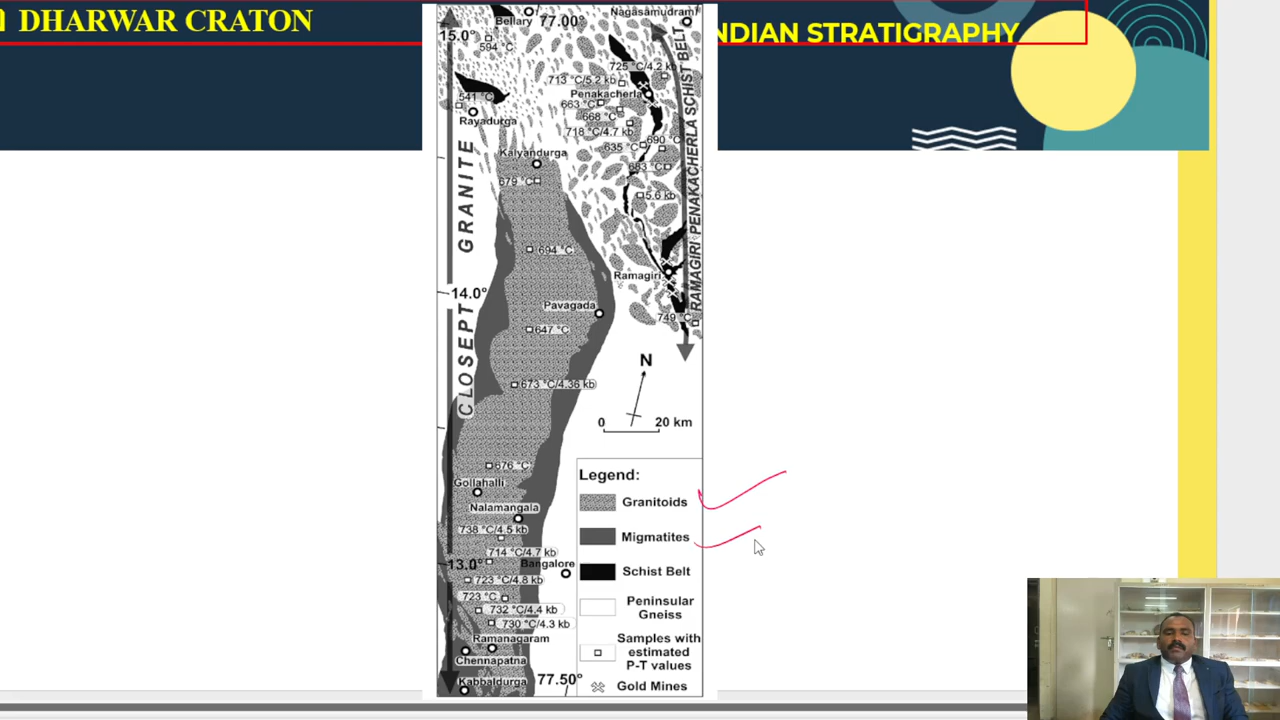 DHARWAR CRATON
NDIAN STRATIGRAPHY
Bellary
77.00°
Nagasamudram
15.0°
594 °C
725 °C/4.2 kb
713 °C/5.2 kb
541 °C
Penakacherla
663 °C
Rayadurga
668 °C
718 °C/4.7 kb
690 °C
635 °C
Kalyandurga
683 °C
679 °C
5.6 kb
RAMAGIRI PENAKACHERLA SCHIST BELT
CLOSEPT GRANITE
694 °C
Ramagiri
14.0°
Pavagada
749 °C
647 °C
N
673 °C/4.36 kb
0 20 km
676 °C
Legend:
Gollahalli
Granitoids
Nalamangala
738 °C/4.5 kb
Migmatites
714 °C/4.7 kb
13.0°
Bangalore
Schist Belt
723 °C/4.8 kb
723 °C
732 °C/4.4 kb
Peninsular
Gneiss
730 °C/4.3 kb
Ramanagaram
Samples with
estimated
P-T values
Chennapatna
Kabbaldurga
77.50°
Gold Mines